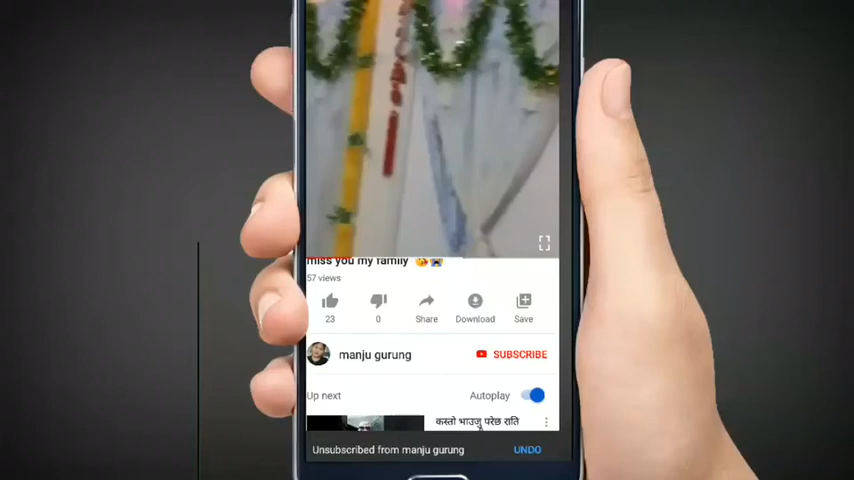 miss you my family 😘😭
57 views
23
0
Share
Download
Save
manju gurung
SUBSCRIBE
Up next
Autoplay
कस्तो भाउजु परेछ राति
Unsubscribed from manju gurung
UNDO